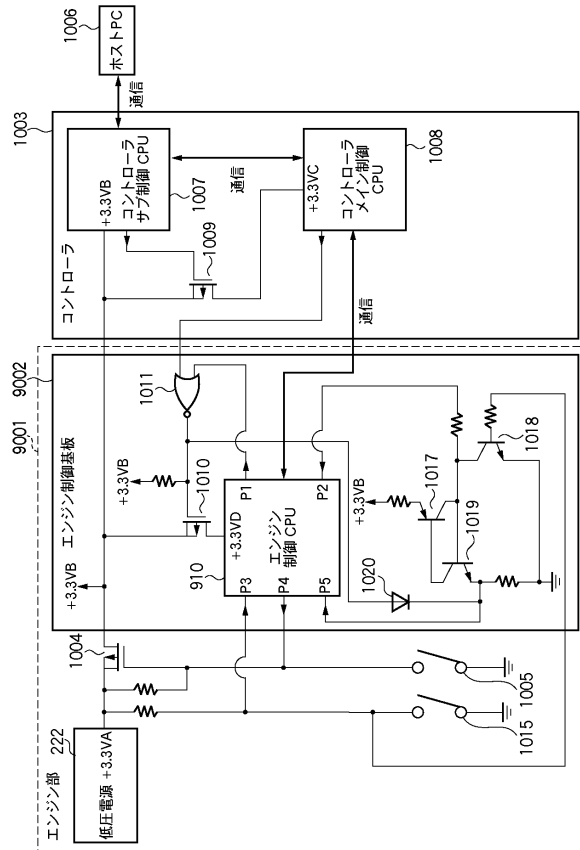 エンジン部
9001
222
低圧電源 +3.3VA
1004
+3.3VB
エンジン制御基板
9002
+3.3VB
1010
1011
910
+3.3VD
エンジン
制御 CPU
P1
P2
P3
P4
P5
+3.3VB
1017
1018
1019
1020
1005
1015
1003
コントローラ
+3.3VB
コントローラ
サブ制御 CPU
1007
1009
通信
+3.3VC
コントローラ
メイン制御
CPU
1008
通信
通信
1006
ホストPC